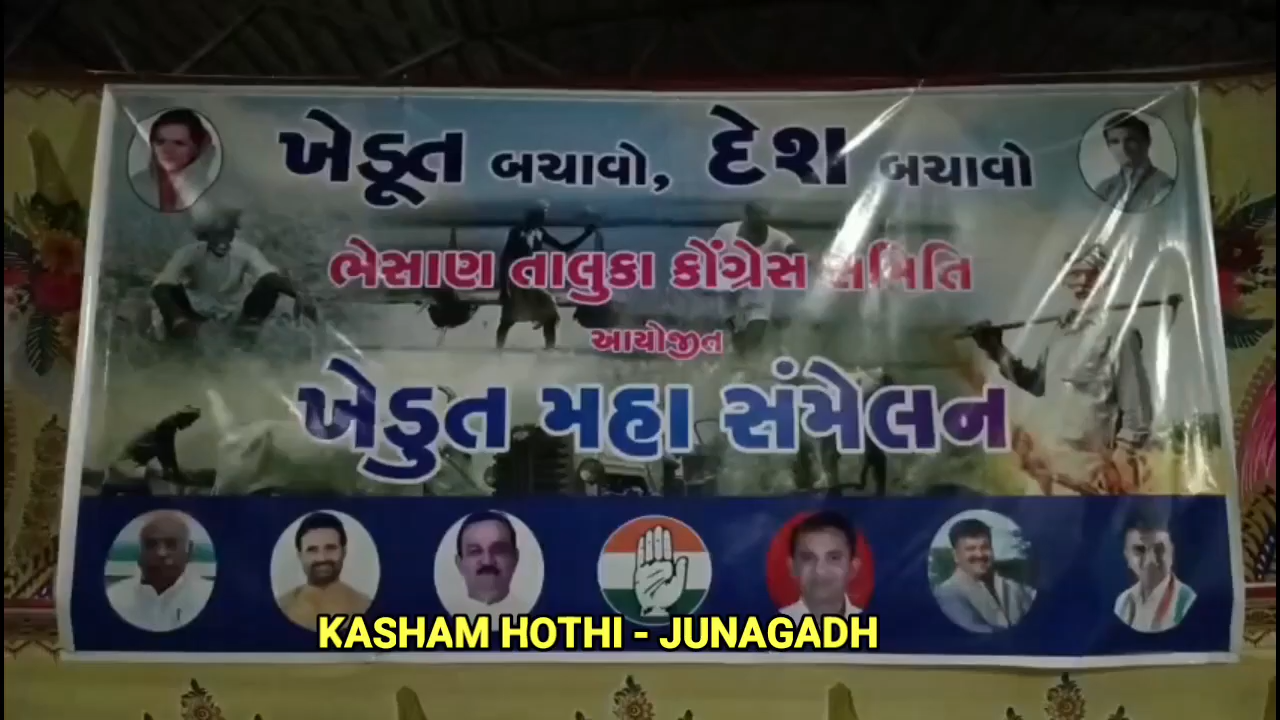 ખેડૂત બચાવો, દેશ બચાવો
ભેસાણ તાલુકા કોંગ્રેસ સમિતિ
આયોજીત
ખેડુત મહા સંમેલન
KASHAM HOTHI - JUNAGADH